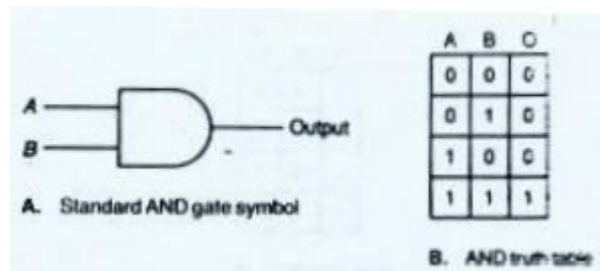 A
B
Output
A. Standard AND gate symbol
A B O
0 0 0
0 1 0
1 0 0
1 1 1
B. AND truth table